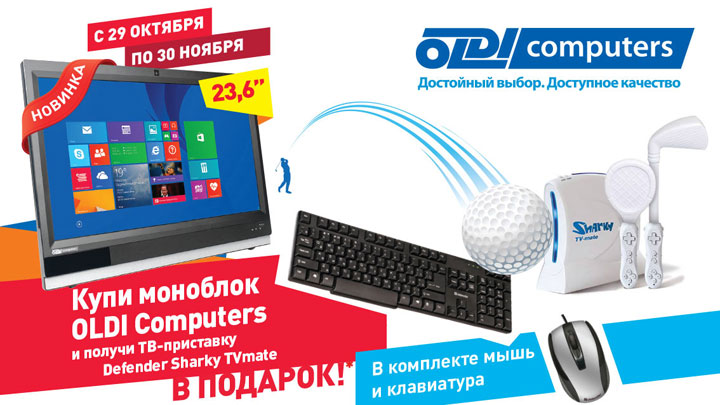 С 29 ОКТЯБРЯ
ПО 30 НОЯБРЯ
НОВИНКА
23,6’’
OLDI computers
Достойный выбор. Доступное качество
SHARKY
TV-mate
Купи моноблок
OLDI Computers
и получи ТВ-приставку
Defender Sharky TVmate
В ПОДАРОК!*
В комплекте мышь
и клавиатура